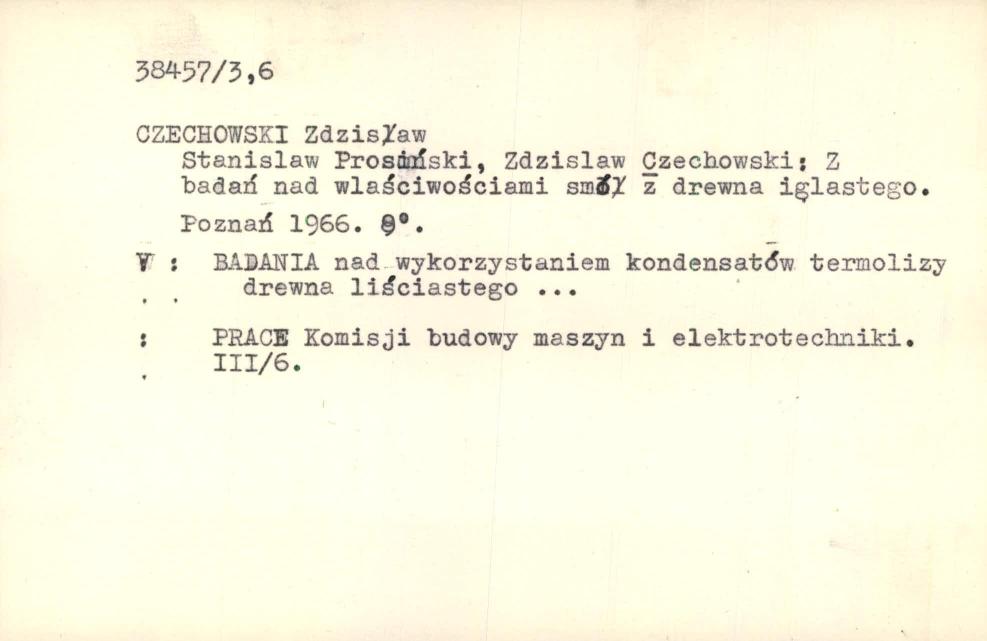 38457/3,6
CZECHOWSKI Zdzisław
Stanislaw Prosiński, Zdzislaw Czechowski: Z
badań nad wlaściwościami smół z drewna iglastego.
Poznań 1966. 8°.
V : BADANIA nad wykorzystaniem kondensatów termolizy
drewna liściastego ...
: PRACE Komisji budowy maszyn i elektrotechniki.
III/6.